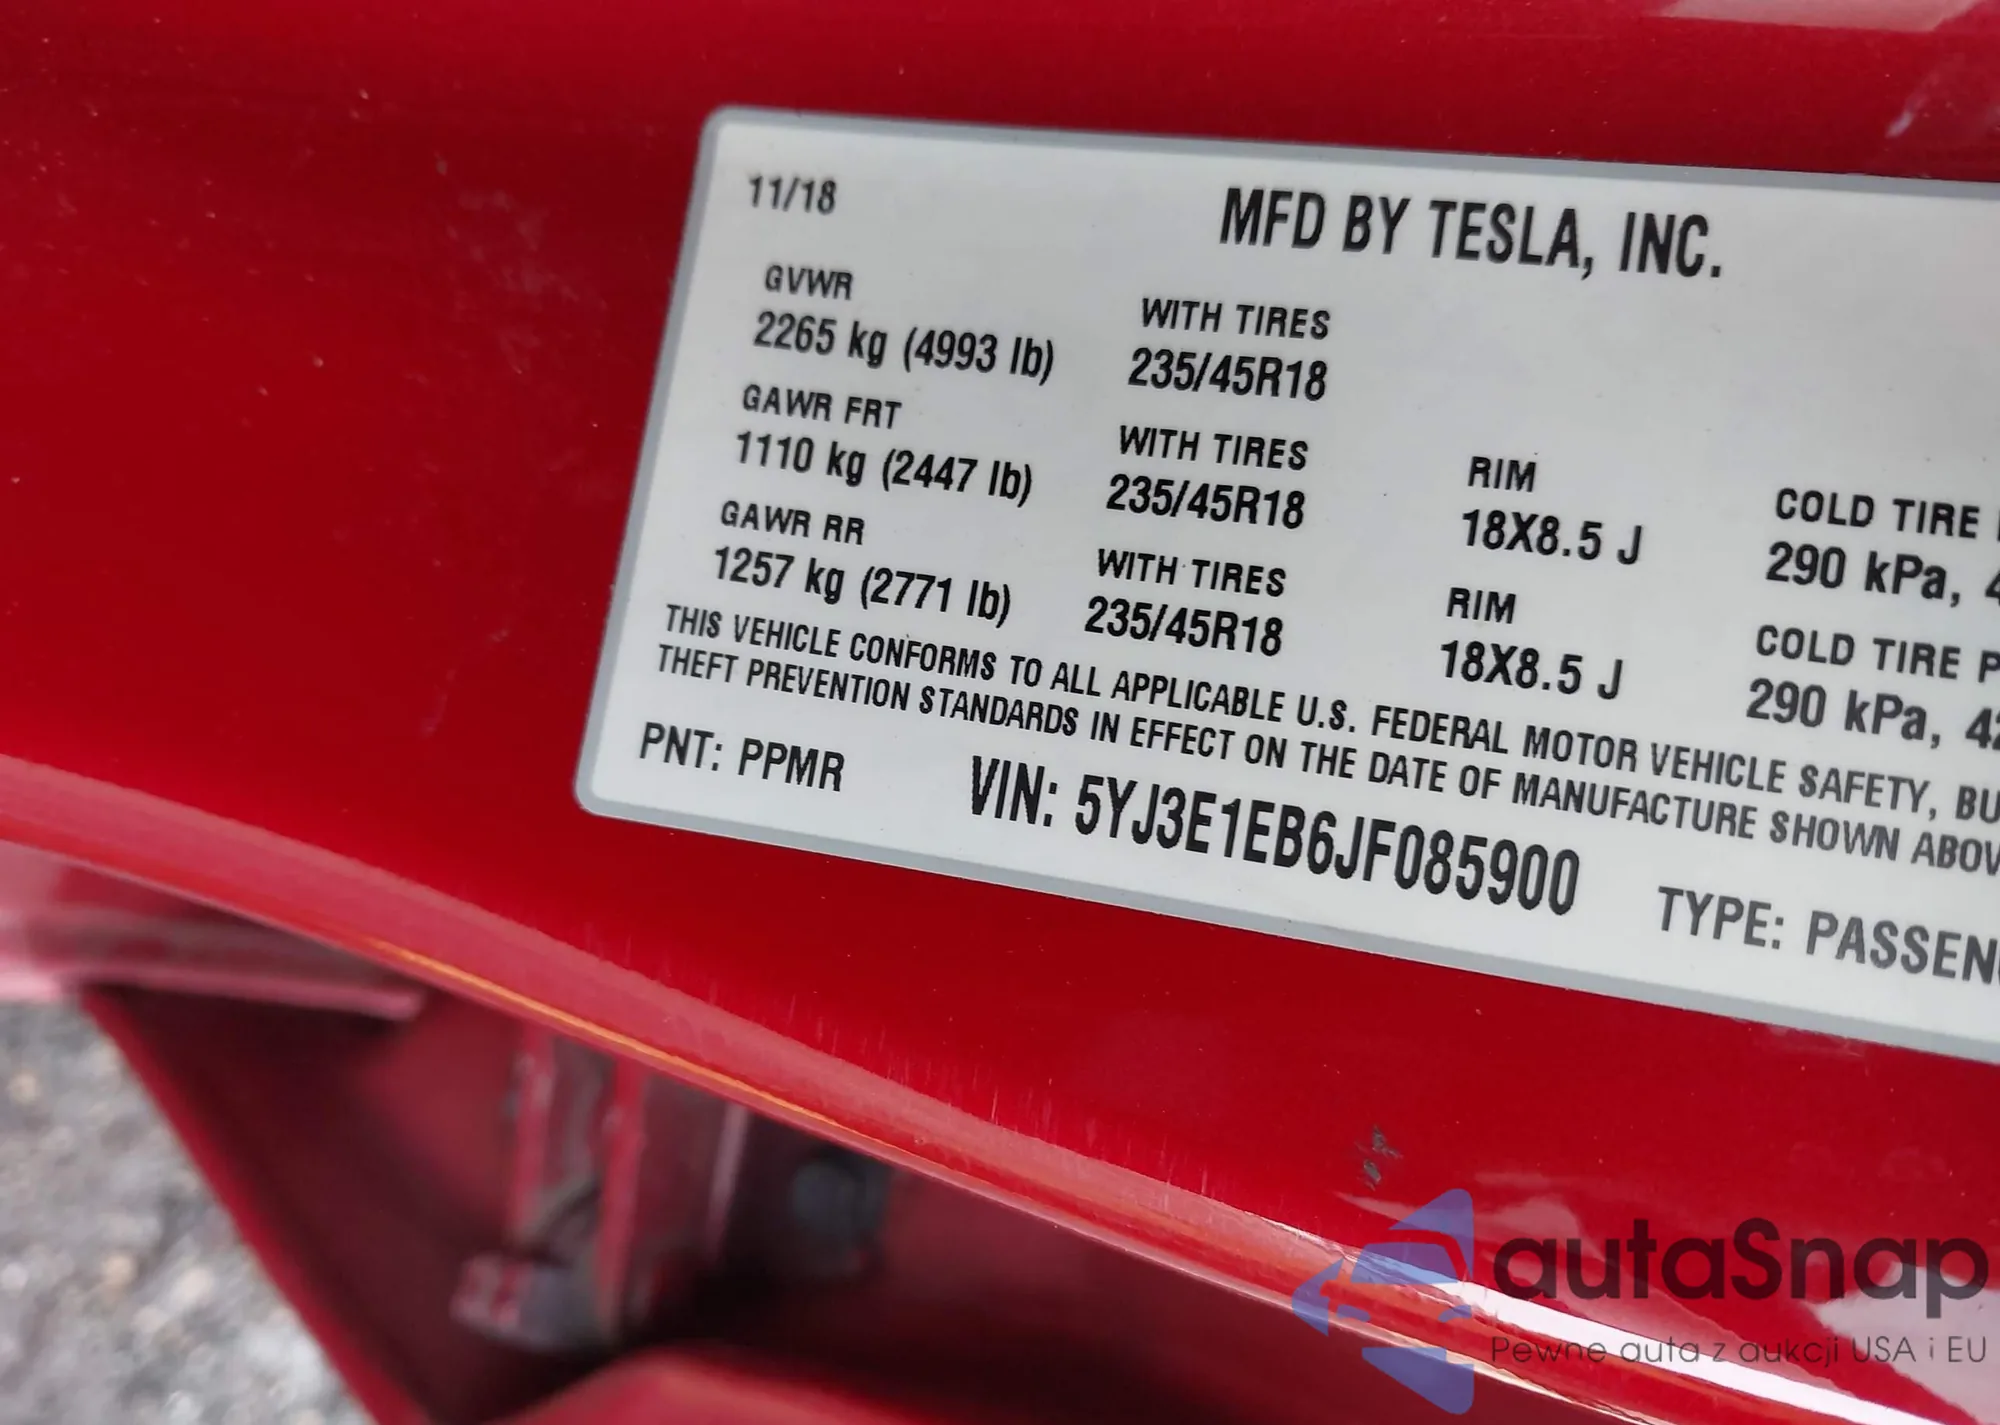 11/18
MFD BY TESLA, INC.
GVWR
2265 kg (4993 lb)
WITH TIRES
235/45R18
GAWR FRT
1110 kg (2447 lb)
WITH TIRES
235/45R18
RIM
18X8.5 J
COLD TIRE
290 kPa,
GAWR RR
1257 kg (2771 lb)
WITH TIRES
235/45R18
RIM
18X8.5 J
COLD TIRE P
290 kPa, 42
THIS VEHICLE CONFORMS TO ALL APPLICABLE U.S. FEDERAL MOTOR VEHICLE SAFETY, BU
THEFT PREVENTION STANDARDS IN EFFECT ON THE DATE OF MANUFACTURE SHOWN ABOV
PNT: PPMR
VIN: 5YJ3E1EB6JF085900
TYPE: PASSEN
autaSnap
Pewne auta z aukcji USA i EU